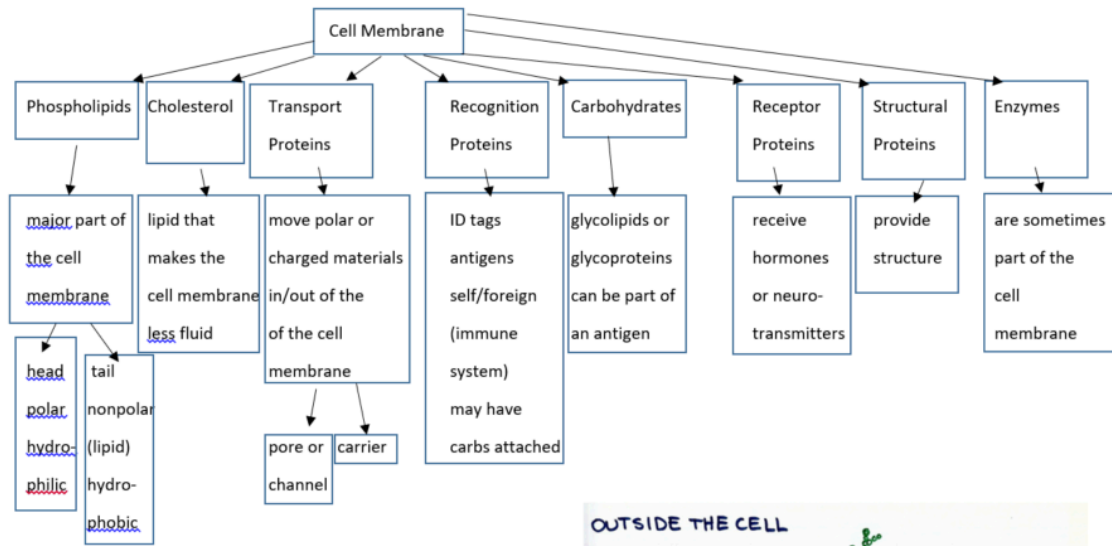 Cell Membrane
Phospholipids
Cholesterol
Transport
Proteins
Recognition
Proteins
Carbohydrates
Receptor
Proteins
Structural
Proteins
Enzymes
major part of
the cell
membrane
lipid that
makes the
cell membrane
less fluid
move polar or
charged materials
in/out of the
of the cell
membrane
ID tags
antigens
self/foreign
(immune
system)
may have
carbs attached
glycolipids or
glycoproteins
can be part of
an antigen
receive
hormones
or neuro-
transmitters
provide
structure
are sometimes
part of the
cell
membrane
head
polar
hydro-
philic
tail
nonpolar
(lipid)
hydro-
phobic
pore or
channel
carrier
OUTSIDE THE CELL